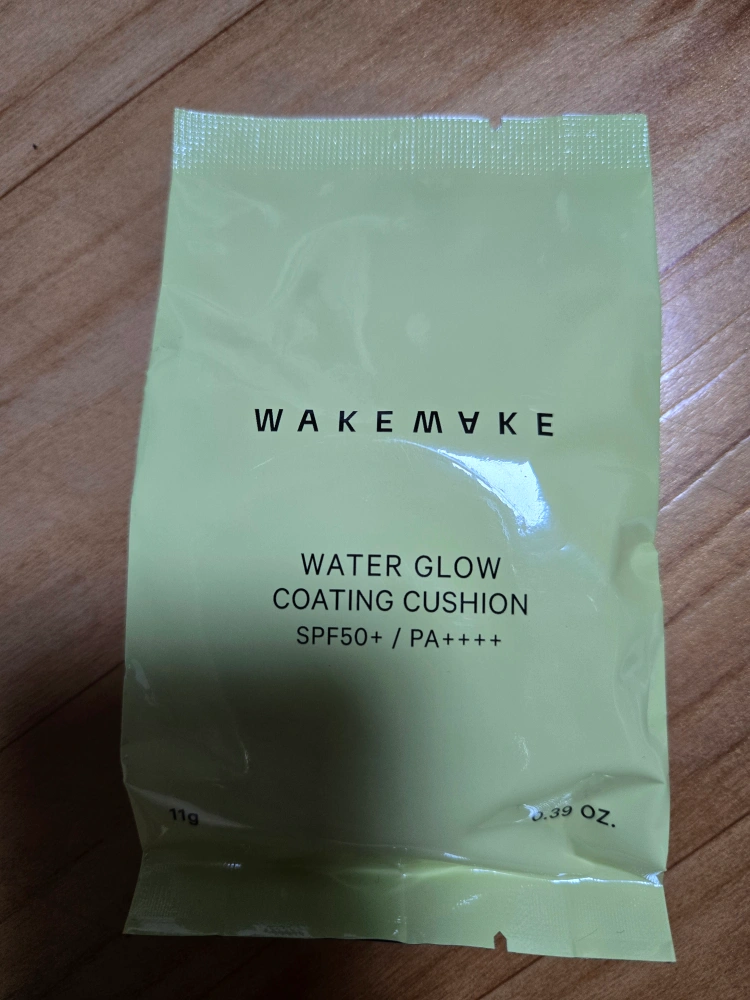 WAKEMAKE
WATER GLOW
COATING CUSHION
SPF50+ / PA++++
11g
0.39 OZ.